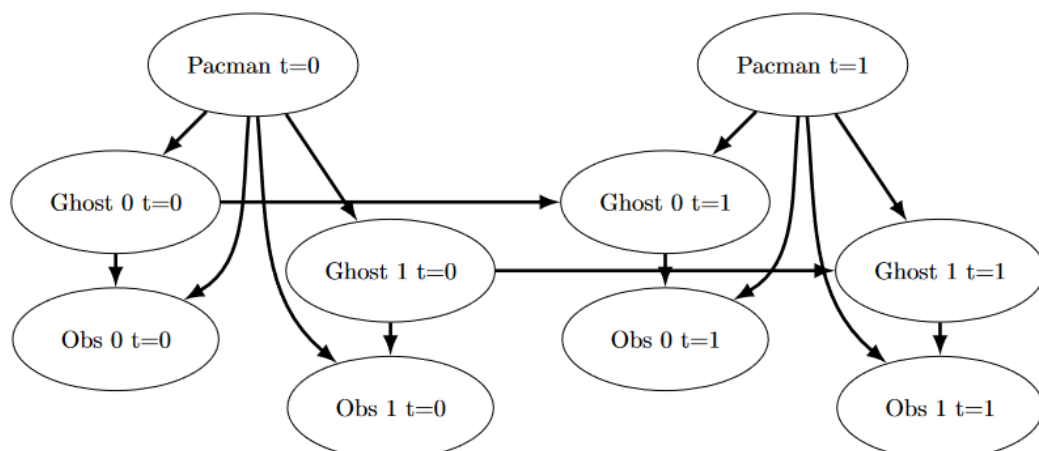 Pacman t=0
Pacman t=1
Ghost 0 t=0
Ghost 0 t=1
Ghost 1 t=0
Ghost 1 t=1
Obs 0 t=0
Obs 0 t=1
Obs 1 t=0
Obs 1 t=1